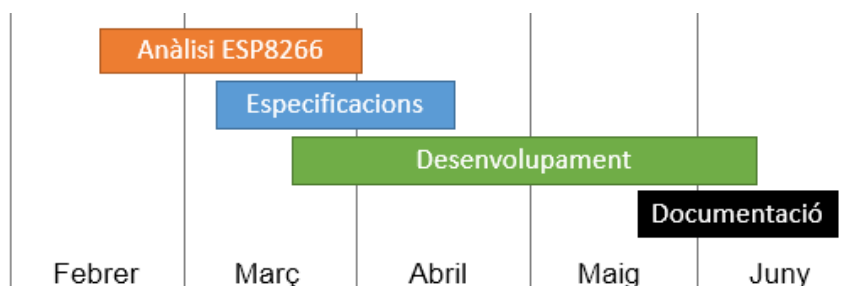 Anàlisi ESP8266
Especificacions
Desenvolupament
Documentació
Febrer Març Abril Maig Juny